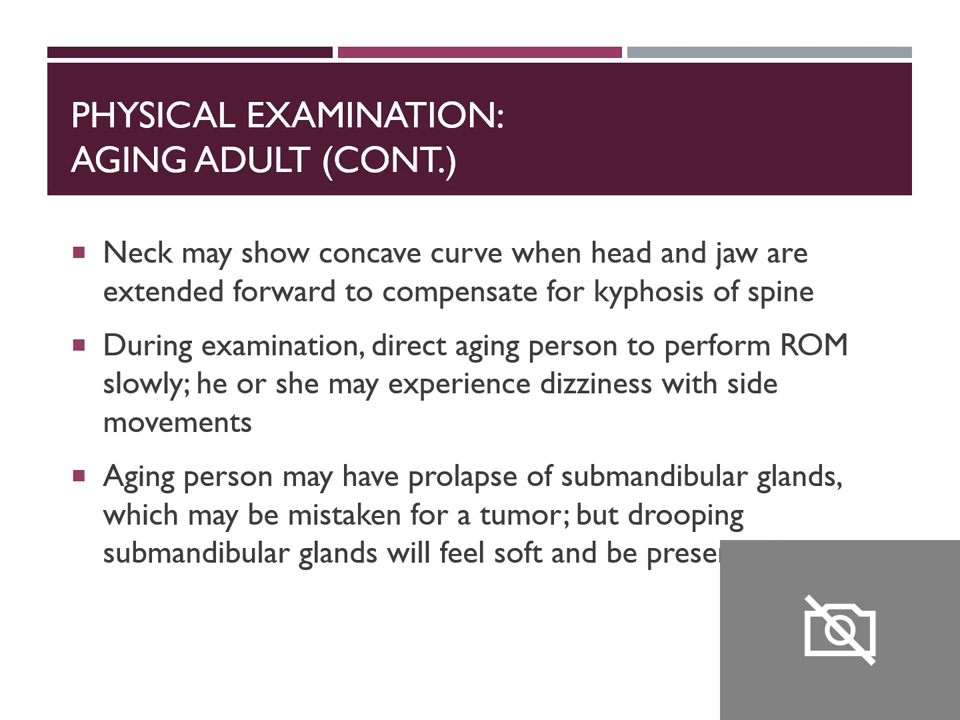 PHYSICAL EXAMINATION:
AGING ADULT (CONT.)
Neck may show concave curve when head and jaw are
extended forward to compensate for kyphosis of spine
During examination, direct aging person to perform ROM
slowly; he or she may experience dizziness with side
movements
Aging person may have prolapse of submandibular glands,
which may be mistaken for a tumor; but drooping
submandibular glands will feel soft and be